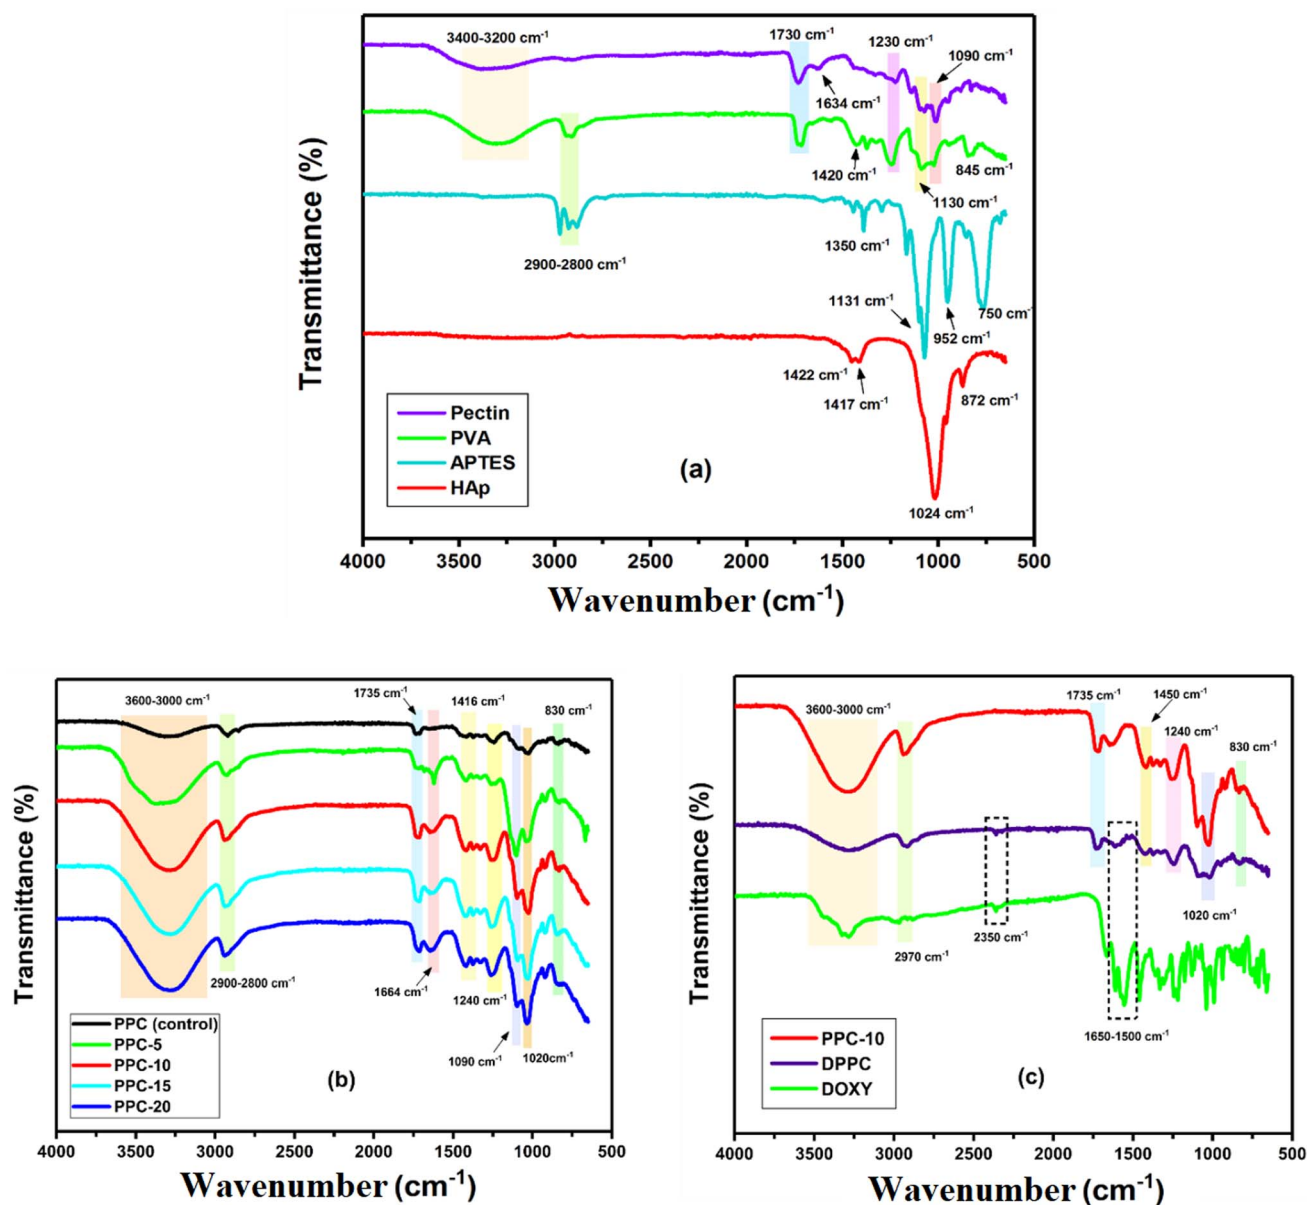 3400-3200 cm⁻¹
1730 cm⁻¹
1230 cm⁻¹
1090 cm⁻¹
1634 cm⁻¹
1420 cm⁻¹
845 cm⁻¹
1130 cm⁻¹
2900-2800 cm⁻¹
1350 cm⁻¹
1131 cm⁻¹
952 cm⁻¹
750 cm⁻¹
1422 cm⁻¹
1417 cm⁻¹
872 cm⁻¹
1024 cm⁻¹
Transmittance (%)
Pectin
PVA
APTES
HAp
(a)
4000 3500 3000 2500 2000 1500 1000 500
Wavenumber (cm⁻¹)
3600-3000 cm⁻¹
1735 cm⁻¹
1416 cm⁻¹
830 cm⁻¹
2900-2800 cm⁻¹
1664 cm⁻¹
1240 cm⁻¹
1090 cm⁻¹
1020cm⁻¹
Transmittance (%)
PPC (control)
PPC-5
PPC-10
PPC-15
PPC-20
(b)
4000 3500 3000 2500 2000 1500 1000 500
Wavenumber (cm⁻¹)
3600-3000 cm⁻¹
1735 cm⁻¹
1450 cm⁻¹
1240 cm⁻¹
830 cm⁻¹
2350 cm⁻¹
2970 cm⁻¹
1020 cm⁻¹
1650-1500 cm⁻¹
Transmittance (%)
PPC-10
DPPC
DOXY
(c)
4000 3500 3000 2500 2000 1500 1000 500
Wavenumber (cm⁻¹)